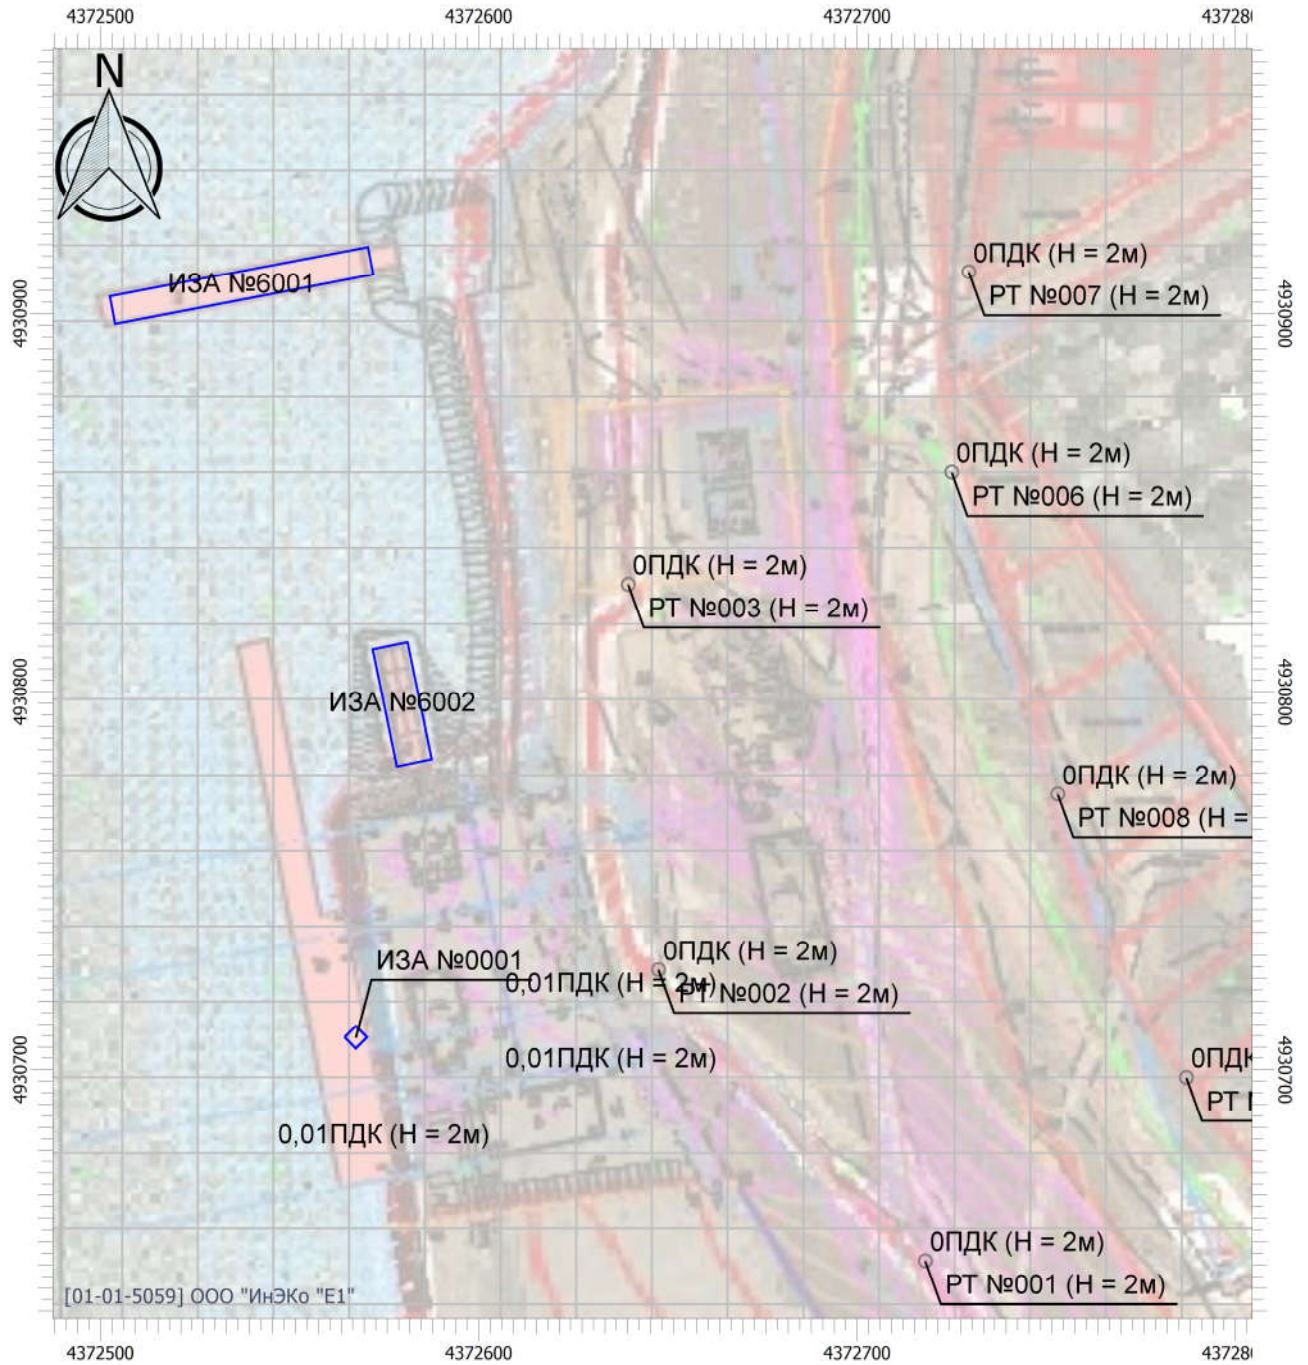 4372500 4372600 4372700 437280
N
0ПДК (Н = 2м)
ИЗА №6001
РТ №007 (Н = 2м)
4930900 4930900
0ПДК (Н = 2м)
РТ №006 (Н = 2м)
0ПДК (Н = 2м)
РТ №003 (Н = 2м)
4930800 4930800
ИЗА №6002
0ПДК (Н = 2м)
РТ №008 (Н =
0ПДК (Н = 2м)
ИЗА №0001
0,01ПДК (Н = 2м)
РТ №002 (Н = 2м)
4930700 4930700
0,01ПДК (Н = 2м)
0ПДК
РТ
0,01ПДК (Н = 2м)
0ПДК (Н = 2м)
РТ №001 (Н = 2м)
[01-01-5059] ООО "ИнЭКо "Е1"
4372500 4372600 4372700 437280